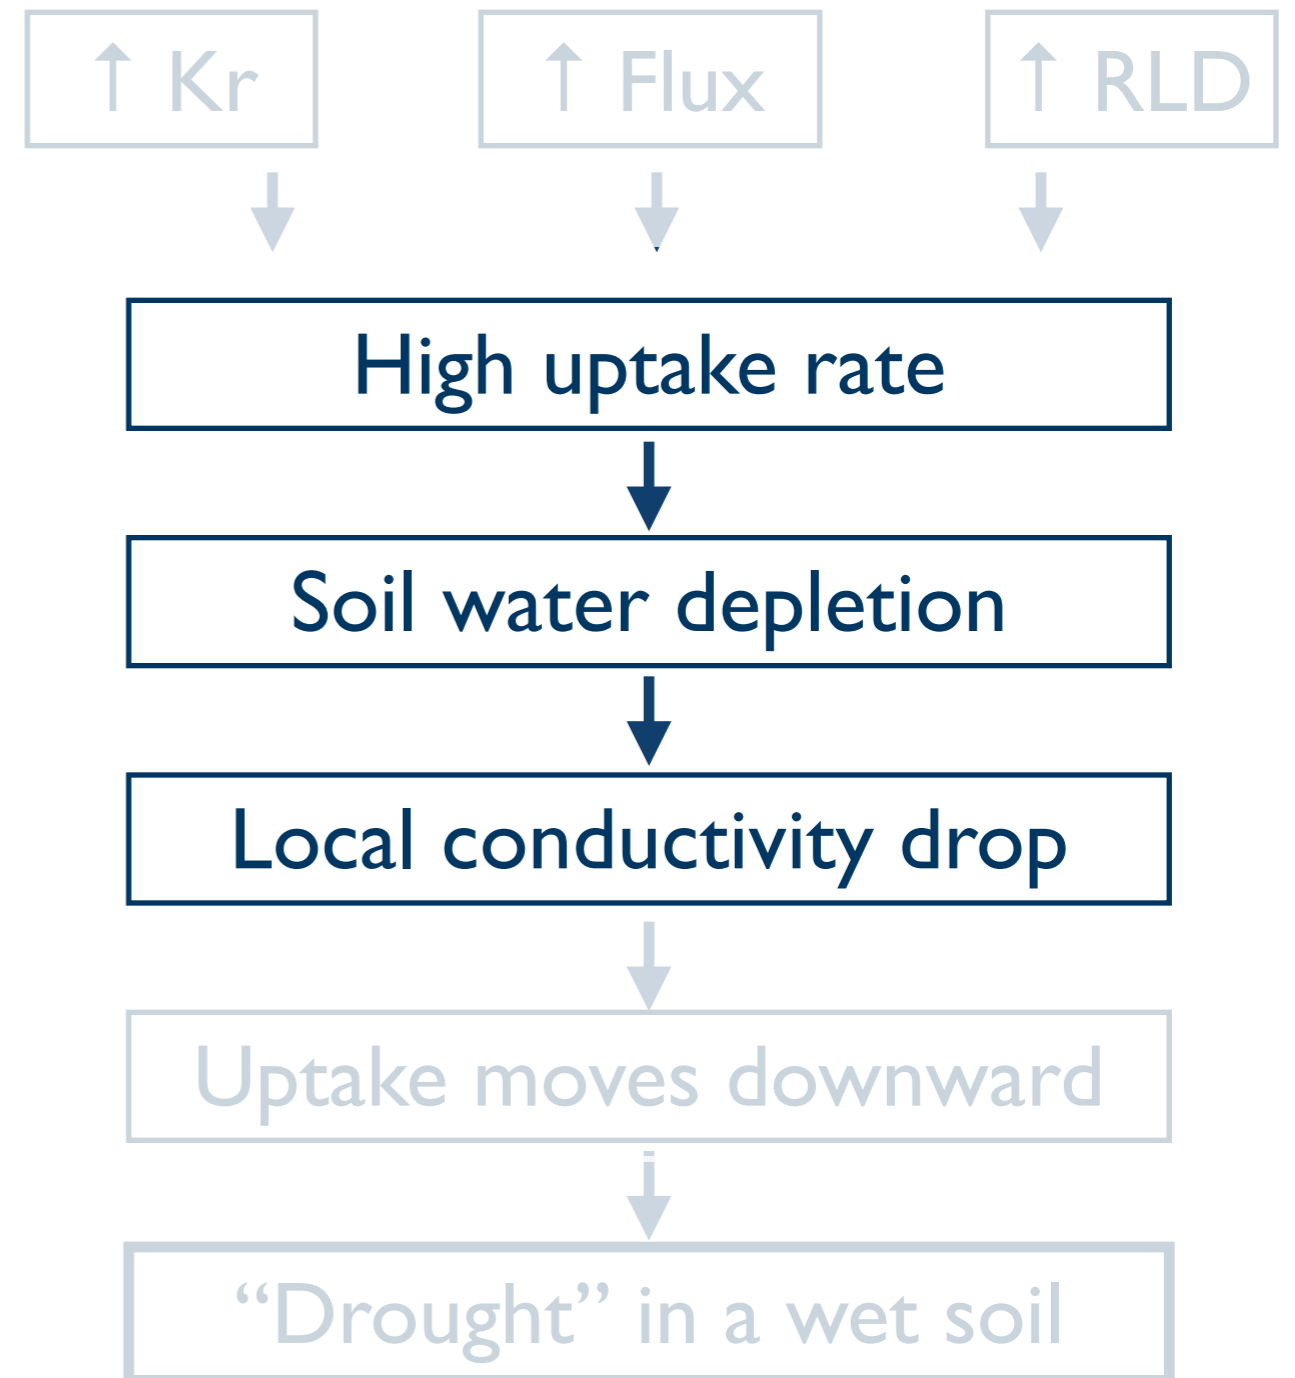 ↑ Kr
↑ Flux
↑ RLD
High uptake rate
Soil water depletion
Local conductivity drop
Uptake moves downward
“Drought” in a wet soil